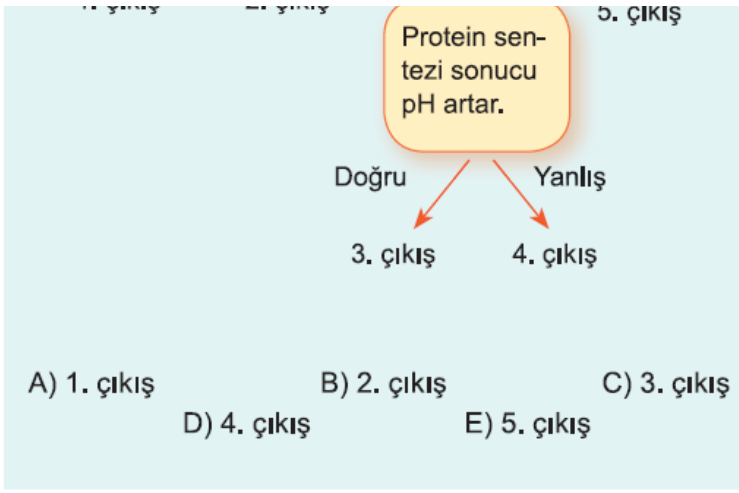 5. çıkış
Protein sen-
tezi sonucu
pH artar.
Doğru Yanlış
3. çıkış 4. çıkış
A) 1. çıkış B) 2. çıkış C) 3. çıkış
D) 4. çıkış E) 5. çıkış